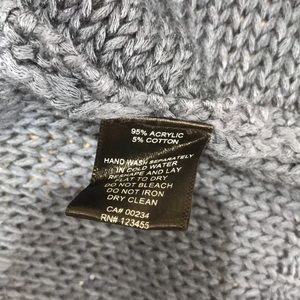 95% ACRYLIC
5% COTTON
HAND WASH SEPARATELY
IN COLD WATER
RESHAPE AND LAY
FLAT TO DRY
DO NOT BLEACH
DO NOT IRON
DRY CLEAN
CA# 00234
RN# 123455